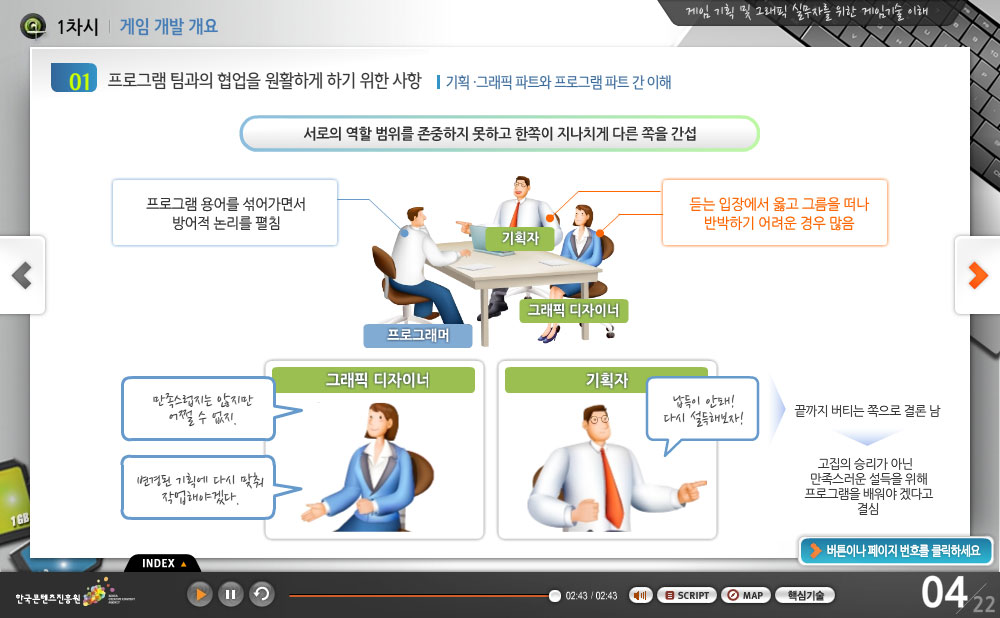 게임 기획 및 그래픽 실무자를 위한 게임기술 이해
1차시 게임 개발 개요
01 프로그램 팀과의 협업을 원활하게 하기 위한 사항 기획·그래픽 파트와 프로그램 파트 간 이해
서로의 역할 범위를 존중하지 못하고 한쪽이 지나치게 다른 쪽을 간섭
프로그램 용어를 섞어가면서
방어적 논리를 펼침
듣는 입장에서 옳고 그름을 떠나
반박하기 어려운 경우 많음
기획자
그래픽 디자이너
프로그래머
그래픽 디자이너
만족스럽지는 않지만
어쩔 수 없지.
변경된 기획에 다시 맞춰
작업해야겠다.
기획자
납득이 안돼!
다시 설득해보자!
끝까지 버티는 쪽으로 결론 남
고집의 승리가 아닌
만족스러운 설득을 위해
프로그램을 배워야 겠다고
결심
1GB
버튼이나 페이지 번호를 클릭하세요
INDEX
한국콘텐츠진흥원
KOREA CREATIVE CONTENT AGENCY
02:43 / 02:43
SCRIPT
MAP
핵심기술
04/22